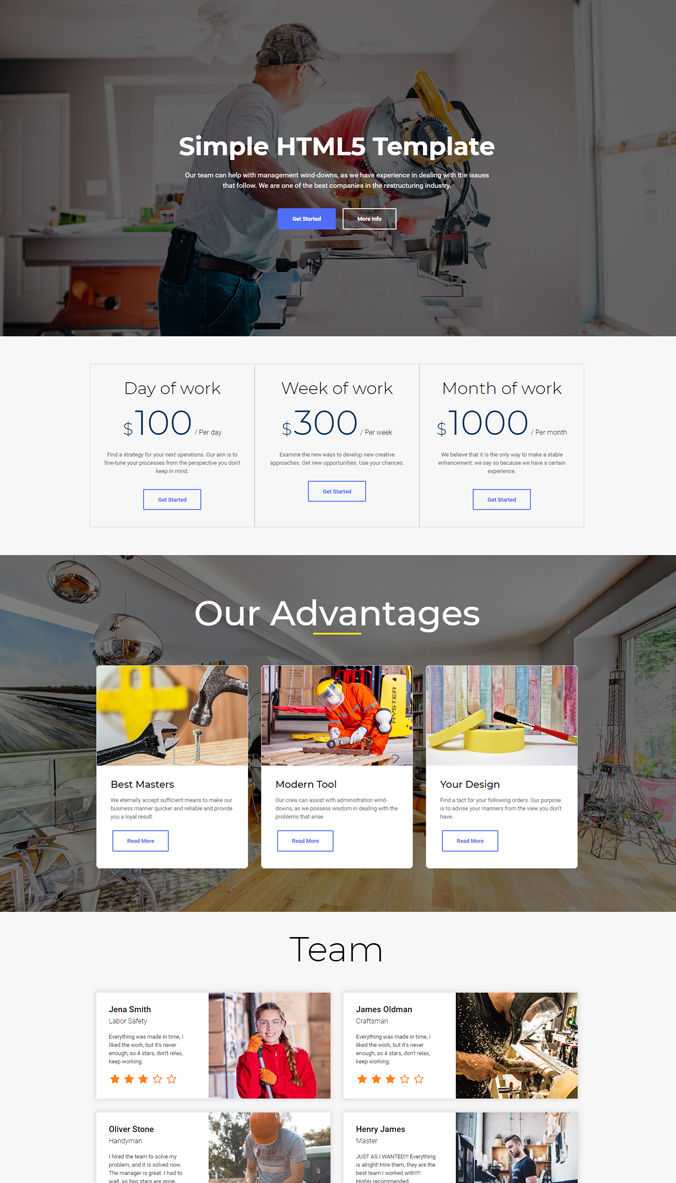 Simple HTML5 Template
Our team can help with management wind-downs, as we have experience in dealing with the issues
that follow. We are one of the best companies in the restructuring industry.
Get Started
More Info
Day of work
$100 / Per day
Find a strategy for your next operations. Our aim is to
fine-tune your processes from the perspective you don't
keep in mind.
Get Started
Week of work
$300 / Per week
Examine the new ways to develop new creative
approaches. Get new opportunities. Use your chances.
Get Started
Month of work
$1000 / Per month
We believe that it is the only way to make a stable
enhancement: we say so because we have a certain
experience.
Get Started
Our Advantages
HYSTER
Best Masters
We eternally accept sufficient means to make our
business manner quicker and reliable and provide
you a loyal result.
Read More
Modern Tool
Our crew can assist with administration wind-
downs, as we possess wisdom in dealing with the
problems that arise.
Read More
Your Design
Find a tact for your following orders. Our purpose
is to advise your manners from the view you don't
have.
Read More
Team
Jena Smith
Labor Safety
Everything was made in time, I
liked the work, but it's never
enough, so 4 stars, don't relax,
keep working.
James Oldman
Craftsman
Everything was made in time, I
liked the work, but it's never
enough, so 4 stars, don't relax,
keep working.
Oliver Stone
Handyman
I hired the team to solve my
problem, and it is solved now.
The manager is great. I had to
wait, so two stars are gone.
Henry James
Master
JUST AS I WANTED!!! Everything
is alright! Hire them, they are the
best team I worked with!!!!
Highly recommended.